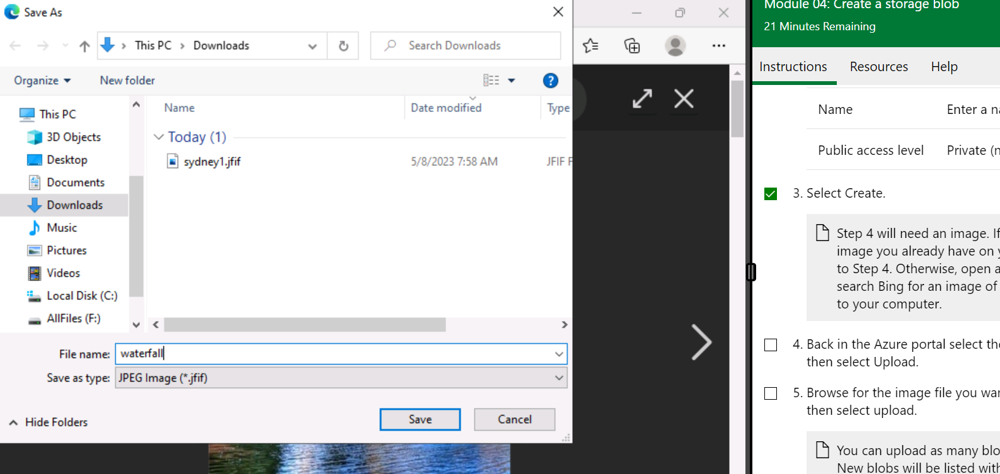 Save As
This PC
Downloads
Search Downloads
Organize
New folder
?
This PC
3D Objects
Desktop
Documents
Downloads
Music
Pictures
Videos
Local Disk (C:)
AllFiles (F:)
Name
Date modified
Type
Today (1)
sydney1.jfif
5/8/2023 7:58 AM
JFIF F
File name:
waterfall
Save as type:
JPEG Image (*.jfif)
Hide Folders
Save
Cancel
Module 04: Create a storage blob
21 Minutes Remaining
Instructions
Resources
Help
Name
Enter a na
Public access level
Private (n
3. Select Create.
Step 4 will need an image. If
image you already have on y
to Step 4. Otherwise, open a
search Bing for an image of
to your computer.
4. Back in the Azure portal select the
then select Upload.
5. Browse for the image file you wan
then select upload.
You can upload as many blo
New blobs will be listed with